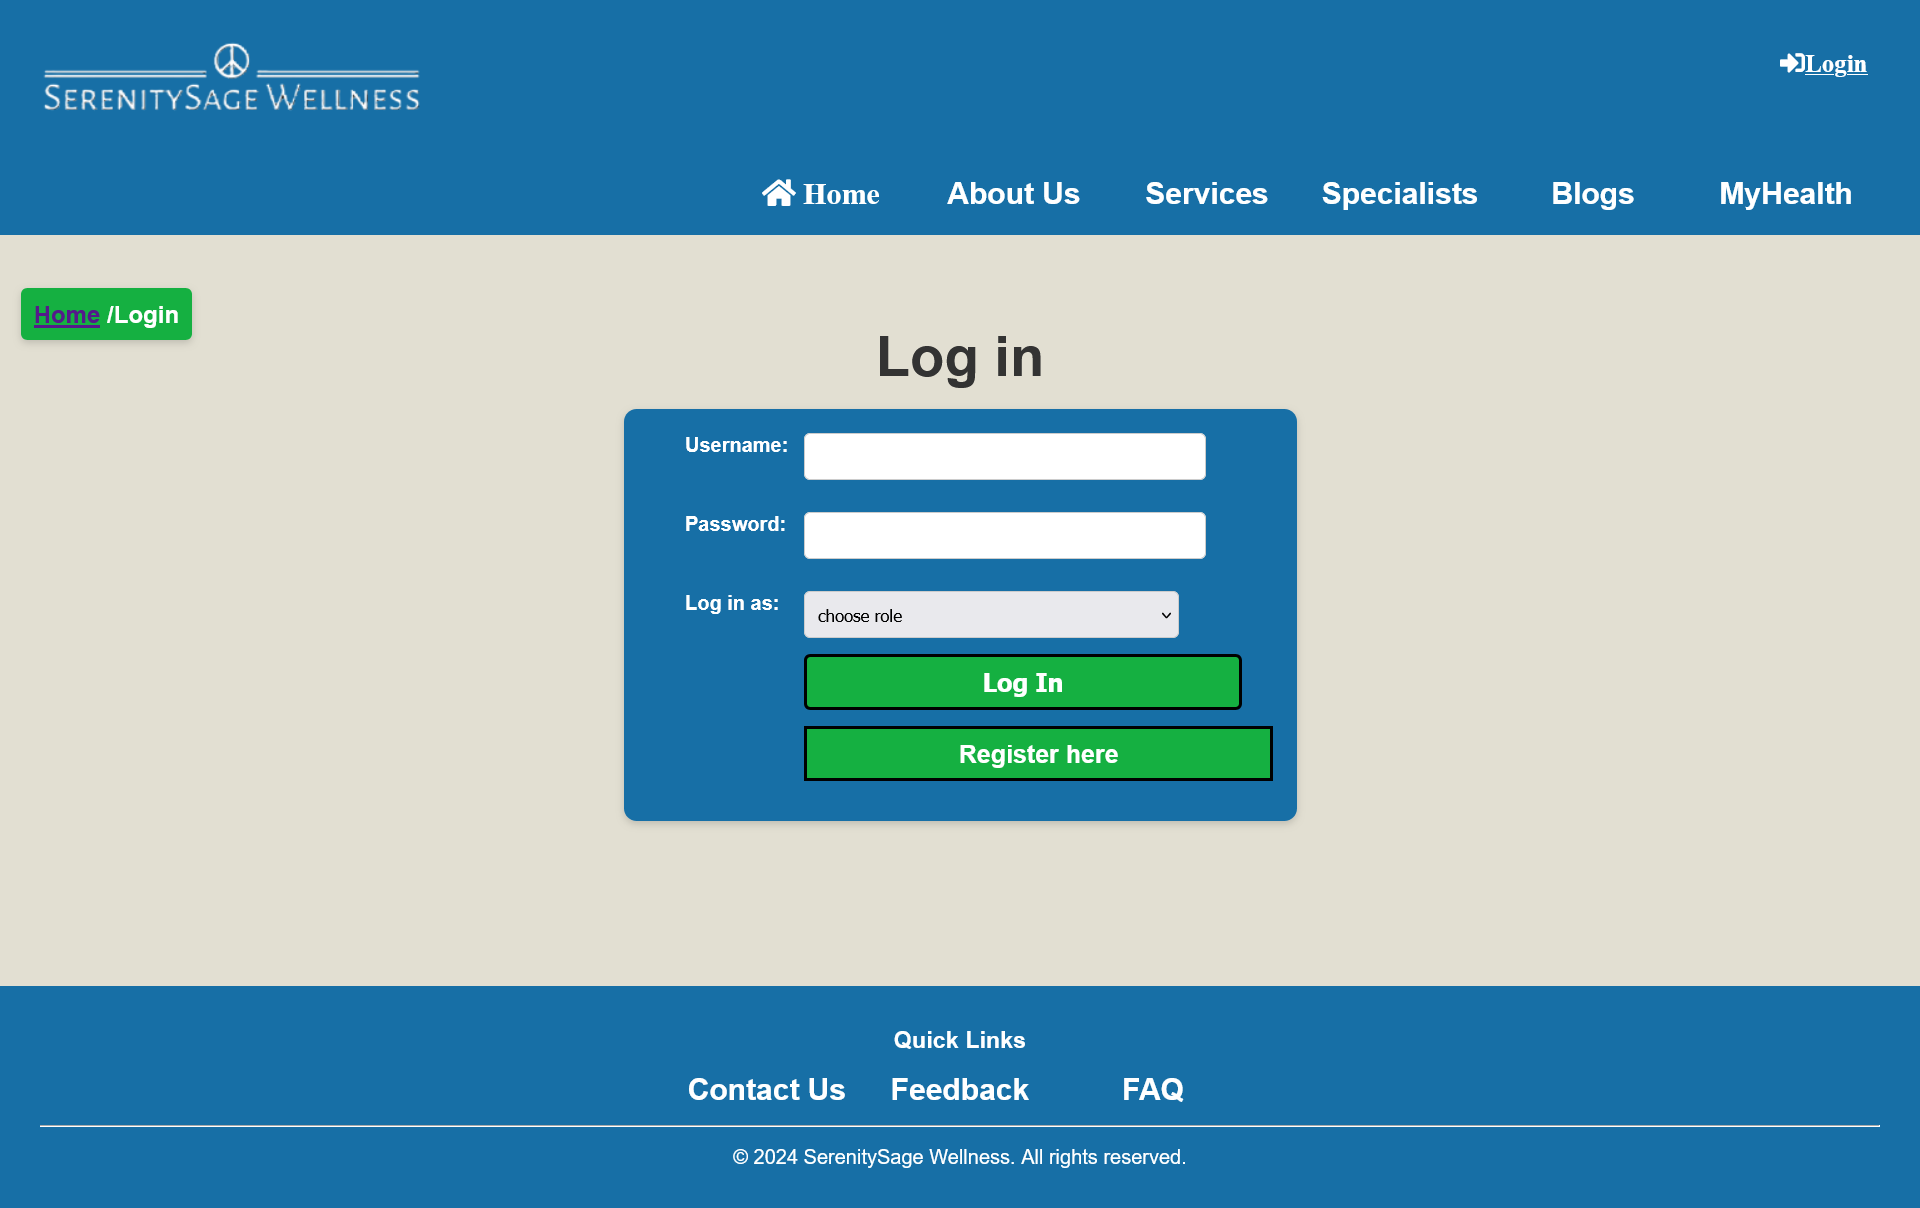 SERENITYSAGE WELLNESS
Login
Home About Us Services Specialists Blogs MyHealth
Home /Login
Log in
Username:
Password:
Log in as: choose role
Log In
Register here
Quick Links
Contact Us Feedback FAQ
© 2024 SerenitySage Wellness. All rights reserved.